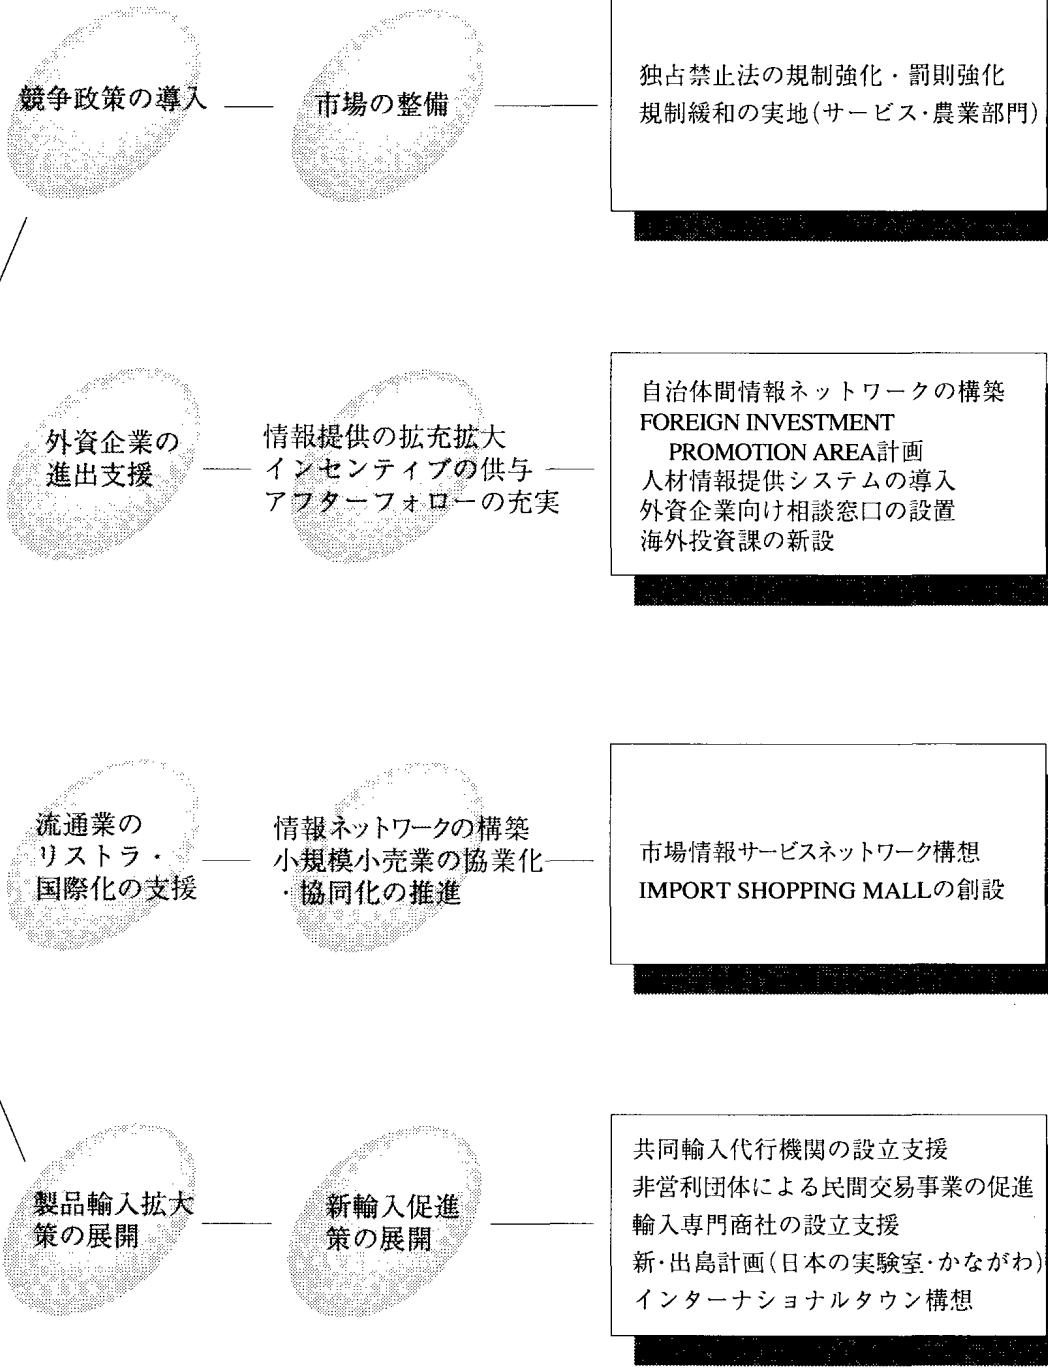 競争政策の導入
市場の整備
独占禁止法の規制強化・罰則強化
規制緩和の実地(サービス・農業部門)
外資企業の
進出支援
情報提供の拡充拡大
インセンティブの供与
アフターフォローの充実
自治体間情報ネットワークの構築
FOREIGN INVESTMENT
PROMOTION AREA計画
人材情報提供システムの導入
外資企業向け相談窓口の設置
海外投資課の新設
流通業の
リストラ・
国際化の支援
情報ネットワークの構築
小規模小売業の協業化
・協同化の推進
市場情報サービスネットワーク構想
IMPORT SHOPPING MALLの創設
製品輸入拡大
策の展開
新輸入促進
策の展開
共同輸入代行機関の設立支援
非営利団体による民間交易事業の促進
輸入専門商社の設立支援
新・出島計画(日本の実験室・かながわ)
インターナショナルタウン構想